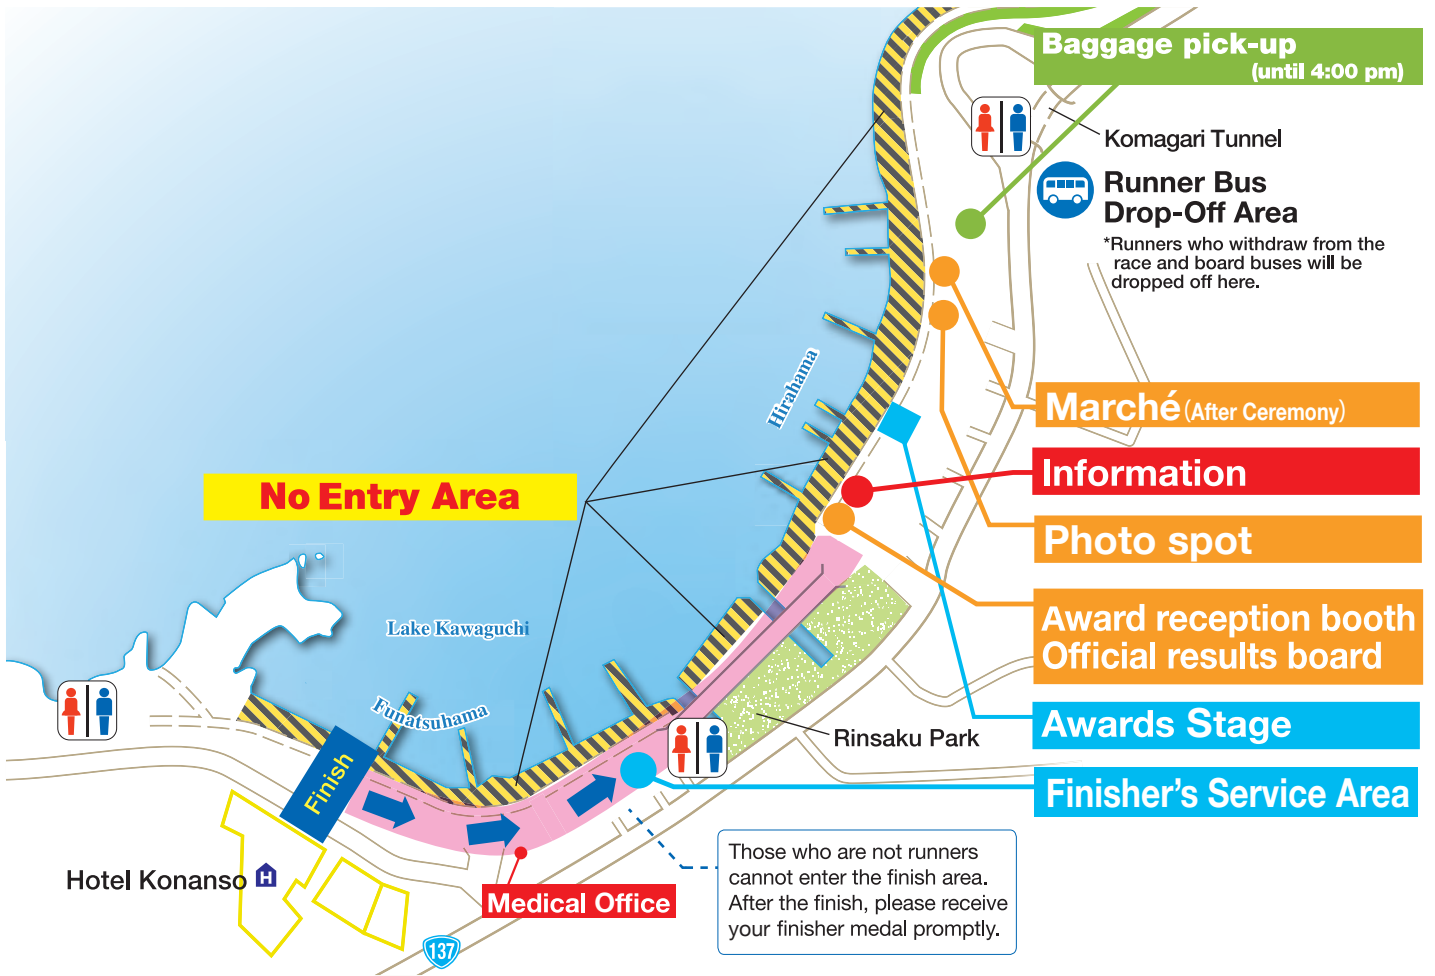 Baggage pick-up
(until 4:00 pm)
Komagari Tunnel
Runner Bus
Drop-Off Area
*Runners who withdraw from the
race and board buses will be
dropped off here.
Hirahama
Marché (After Ceremony)
Information
No Entry Area
Photo spot
Award reception booth
Official results board
Lake Kawaguchi
Funatsuhama
Rinsaku Park
Awards Stage
Finish
Finisher's Service Area
Those who are not runners
cannot enter the finish area.
After the finish, please receive
your finisher medal promptly.
Hotel Konanso
H
Medical Office
137